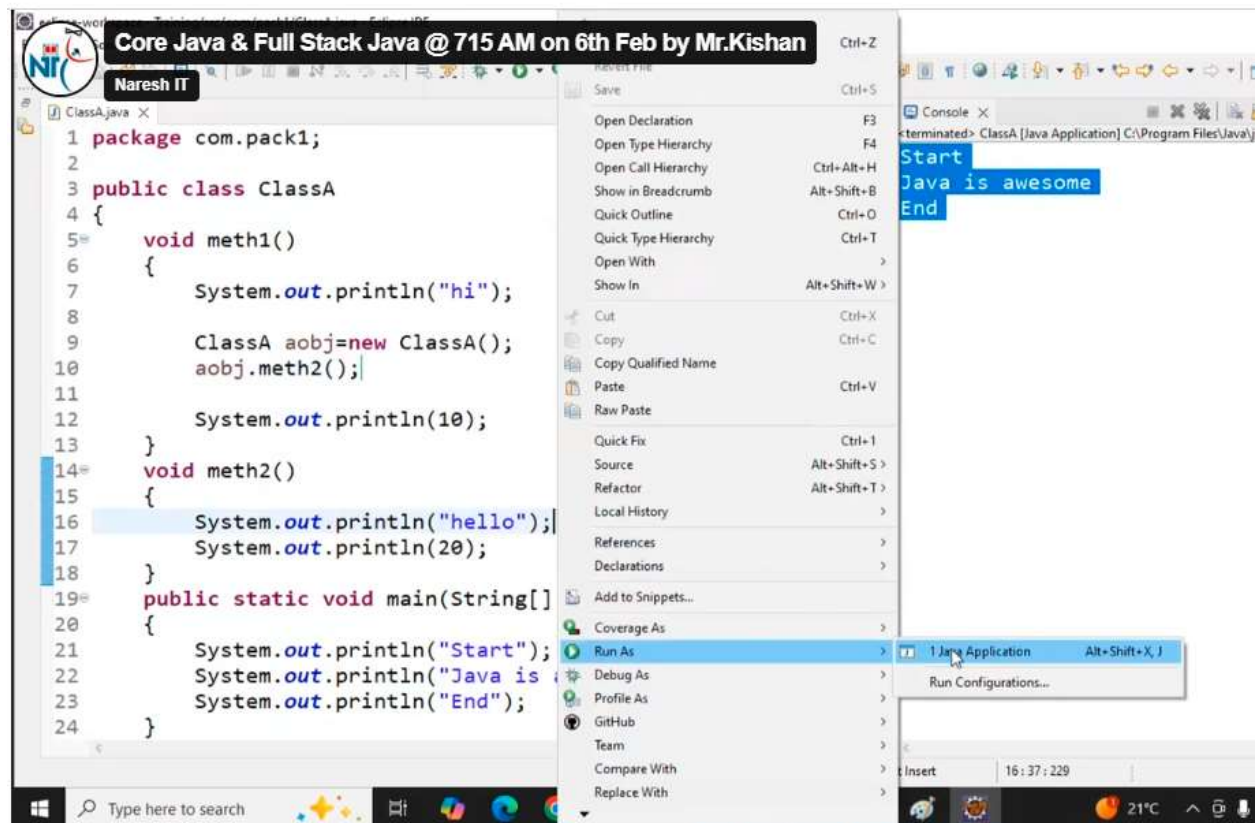 Core Java & Full Stack Java @ 715 AM on 6th Feb by Mr.Kishan
Naresh IT
NIT
ClassA.java
1 package com.pack1;
2
3 public class ClassA
4 {
5 void meth1()
6 {
7 System.out.println("hi");
8
9 ClassA aobj=new ClassA();
10 aobj.meth2();
11
12 System.out.println(10);
13 }
14 void meth2()
15 {
16 System.out.println("hello");
17 System.out.println(20);
18 }
19 public static void main(String[]
20 {
21 System.out.println("Start");
22 System.out.println("Java is
23 System.out.println("End");
24 }
Ctrl+Z
Revert File
Save Ctrl+S
Open Declaration F3
Open Type Hierarchy F4
Open Call Hierarchy Ctrl+Alt+H
Show in Breadcrumb Alt+Shift+B
Quick Outline Ctrl+O
Quick Type Hierarchy Ctrl+T
Open With >
Show In Alt+Shift+W >
Cut Ctrl+X
Copy Ctrl+C
Copy Qualified Name
Paste Ctrl+V
Raw Paste
Quick Fix Ctrl+1
Source Alt+Shift+S >
Refactor Alt+Shift+T >
Local History >
References >
Declarations >
Add to Snippets...
Coverage As >
Run As >
Debug As >
Profile As >
GitHub >
Team >
Compare With >
Replace With >
1 Java Application Alt+Shift+X, J
Run Configurations...
Console
<terminated> ClassA [Java Application] C:\Program Files\Java\j
Start
Java is awesome
End
t Insert 16:37:229
Type here to search
21°C